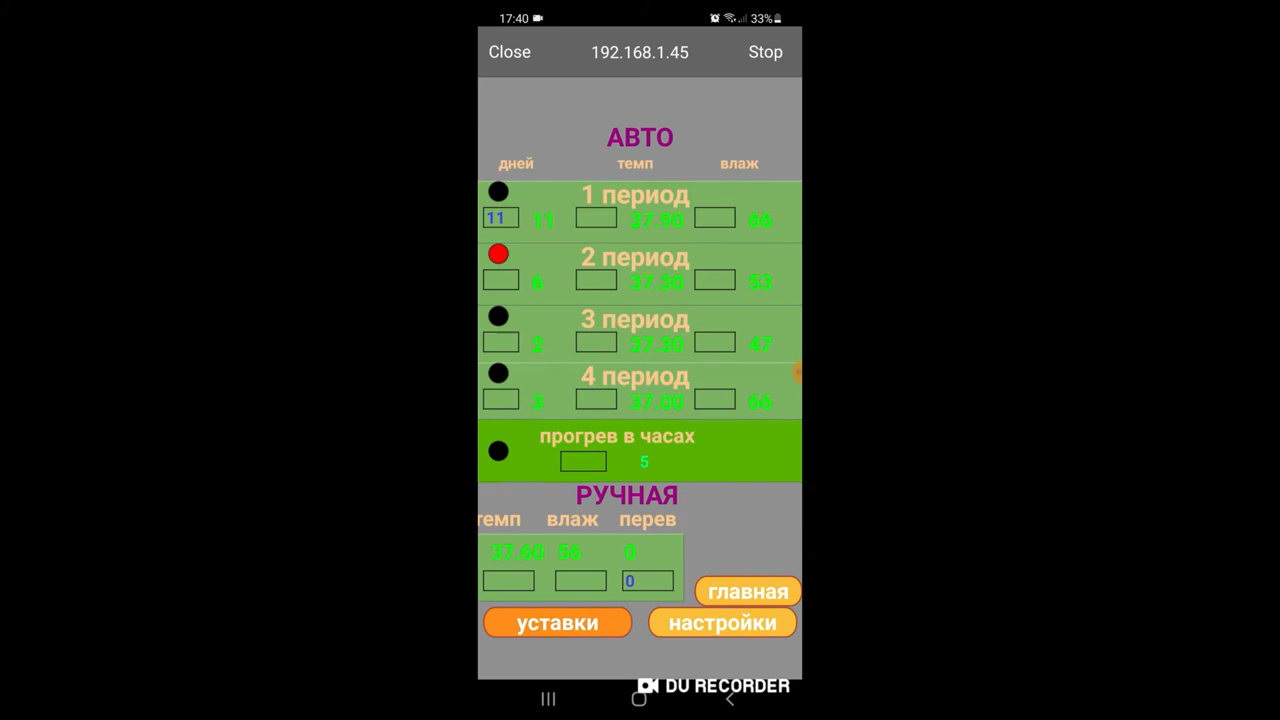 17:40 33%
Close 192.168.1.45 Stop
АВТО
дней темп влаж
1 период
11 11 37.90 66
2 период
6 37.30 53
3 период
2 37.30 47
4 период
3 37.00 66
прогрев в часах
5
РУЧНАЯ
темп влаж перев
37.60 56 0
0
главная
уставки настройки
DU RECORDER